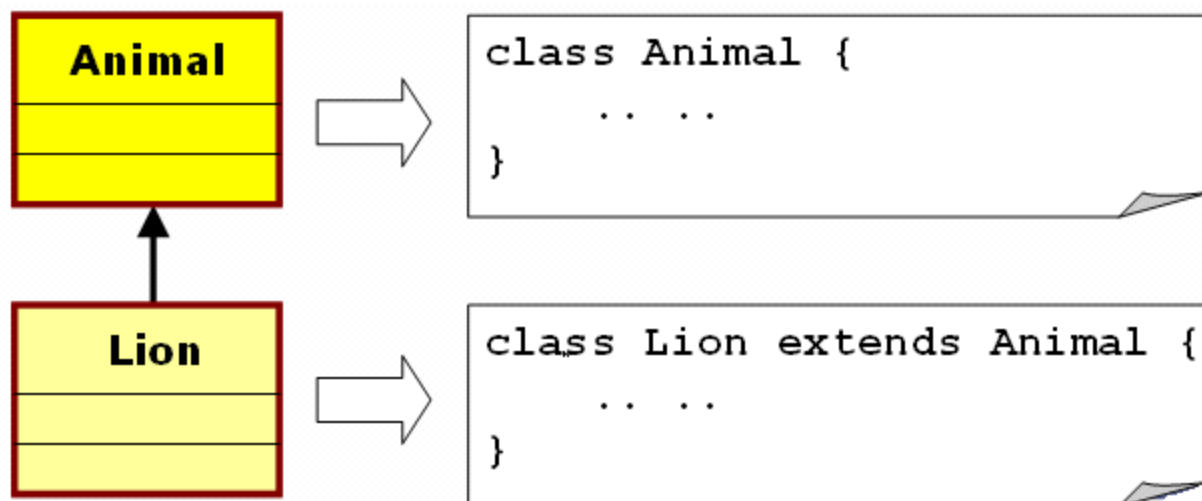 Animal
class Animal {
.. ..
}
Lion
class Lion extends Animal {
.. ..
}